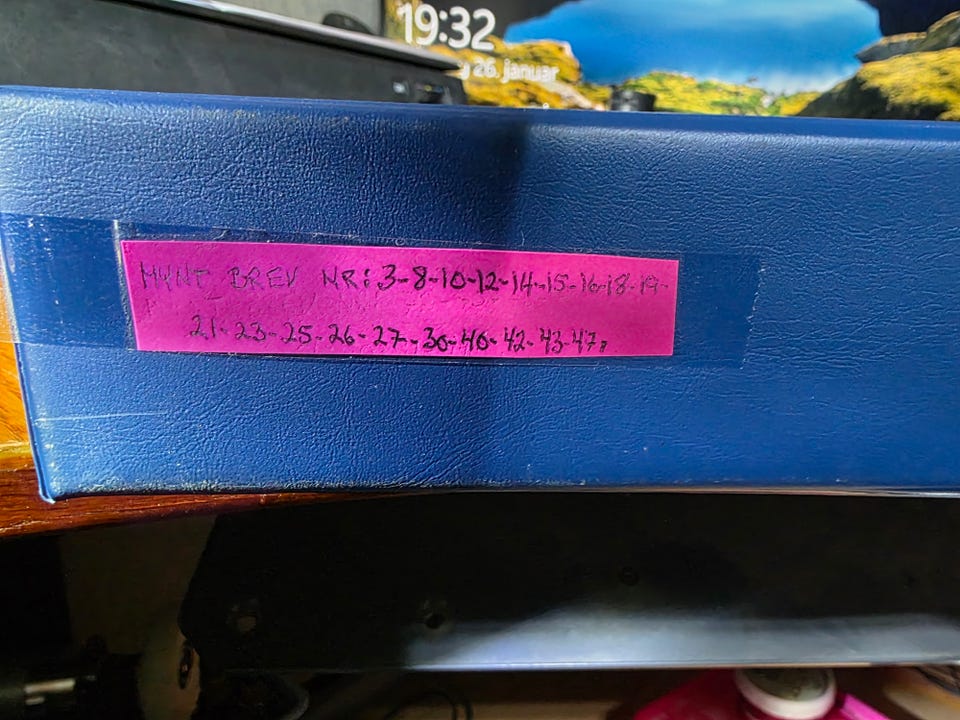 19:32
26. januar
MYNT BREV NR: 3-8-10-12-14-15-16-18-19-
21-23-25-26-27-30-40-42-43-47.